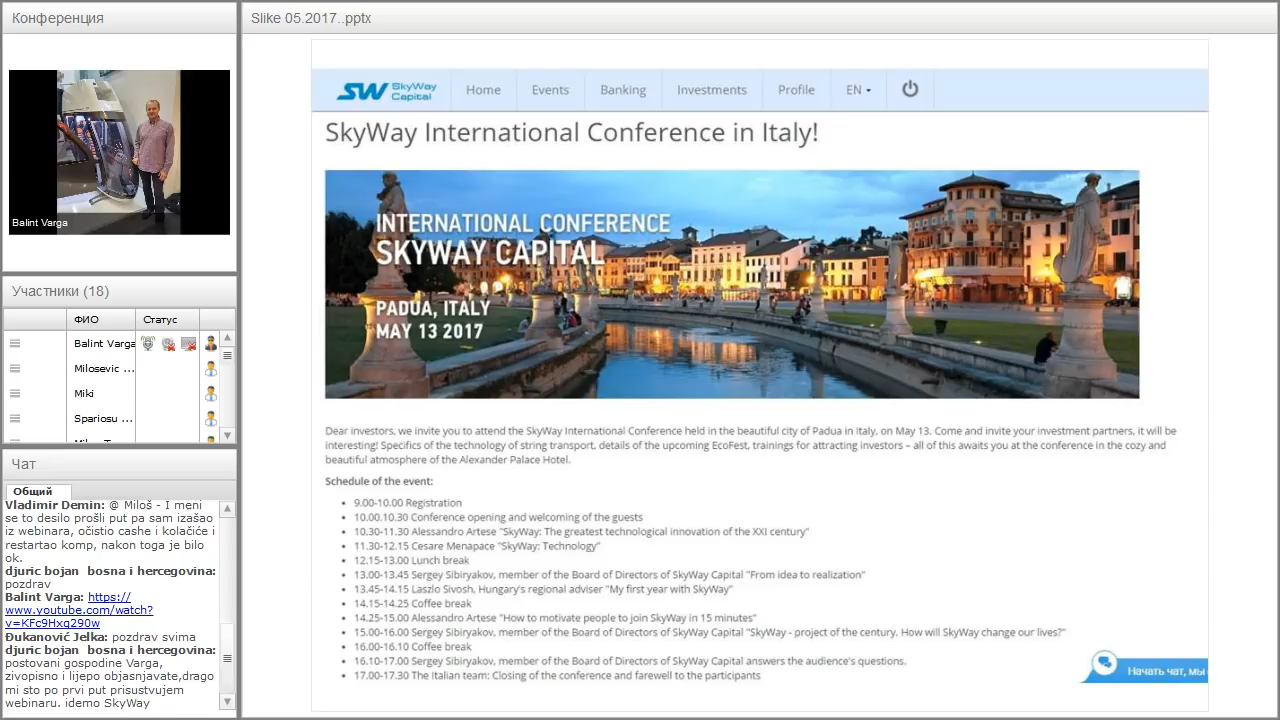 Конференция
Balint Varga
Участники (18)
ФИО
Статус
Balint Varga
Milosevic ...
Miki
Spariosu ...
Чат
Общий
Vladimir Demin: @ Miloš - I meni
se to desilo prošli put pa sam izašao
iz webinara, očistio cashe i kolačiće i
restartao komp, nakon toga je bilo
ok.
djuric bojan bosna i hercegovina:
pozdrav
Balint Varga: https://
www.youtube.com/watch?
v=KFc9Hxq290w
Đukanović Jelka: pozdrav svima
djuric bojan bosna i hercegovina:
postovani gospodine Varga,
zivopisno i lijepo objasnjavate,drago
mi sto po prvi put prisustvujem
webinaru. idemo SkyWay
Slike 05.2017..pptx
SW SkyWay Capital
Home
Events
Banking
Investments
Profile
EN
SkyWay International Conference in Italy!
INTERNATIONAL CONFERENCE
SKYWAY CAPITAL
PADUA, ITALY
MAY 13 2017
Dear investors, we invite you to attend the SkyWay International Conference held in the beautiful city of Padua in Italy, on May 13. Come and invite your investment partners, it will be
interesting! Specifics of the technology of string transport, details of the upcoming EcoFest, trainings for attracting investors – all of this awaits you at the conference in the cozy and
beautiful atmosphere of the Alexander Palace Hotel.
Schedule of the event:
• 9.00-10.00 Registration
• 10.00.10.30 Conference opening and welcoming of the guests
• 10.30-11.30 Alessandro Artese "SkyWay: The greatest technological innovation of the XXI century"
• 11.30-12.15 Cesare Menapace "SkyWay: Technology"
• 12.15-13.00 Lunch break
• 13.00-13.45 Sergey Sibiryakov, member of the Board of Directors of SkyWay Capital "From idea to realization"
• 13.45-14.15 Laszlo Sivosh, Hungary's regional adviser "My first year with SkyWay"
• 14.15-14.25 Coffee break
• 14.25-15.00 Alessandro Artese "How to motivate people to join SkyWay in 15 minutes"
• 15.00-16.00 Sergey Sibiryakov, member of the Board of Directors of SkyWay Capital "SkyWay - project of the century. How will SkyWay change our lives?"
• 16.00-16.10 Coffee break
• 16.10-17.00 Sergey Sibiryakov, member of the Board of Directors of SkyWay Capital answers the audience's questions.
• 17.00-17.30 The Italian team: Closing of the conference and farewell to the participants
Начать чат, мы